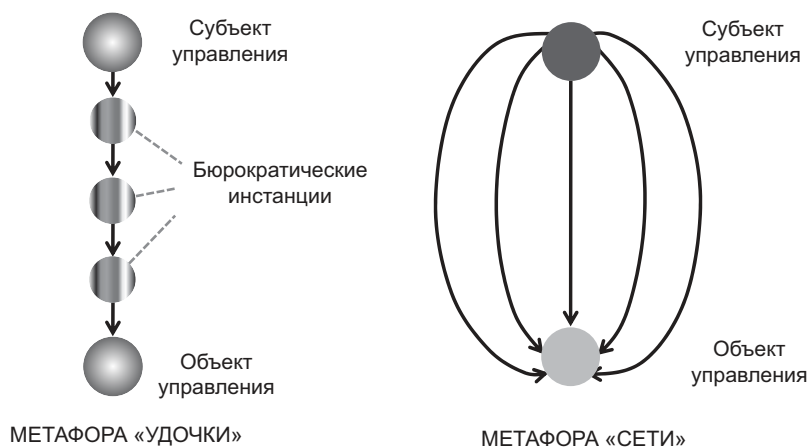 Субъект
управления
Бюрократические
инстанции
Объект
управления
МЕТАФОРА «УДОЧКИ»
Субъект
управления
Объект
управления
МЕТАФОРА «СЕТИ»